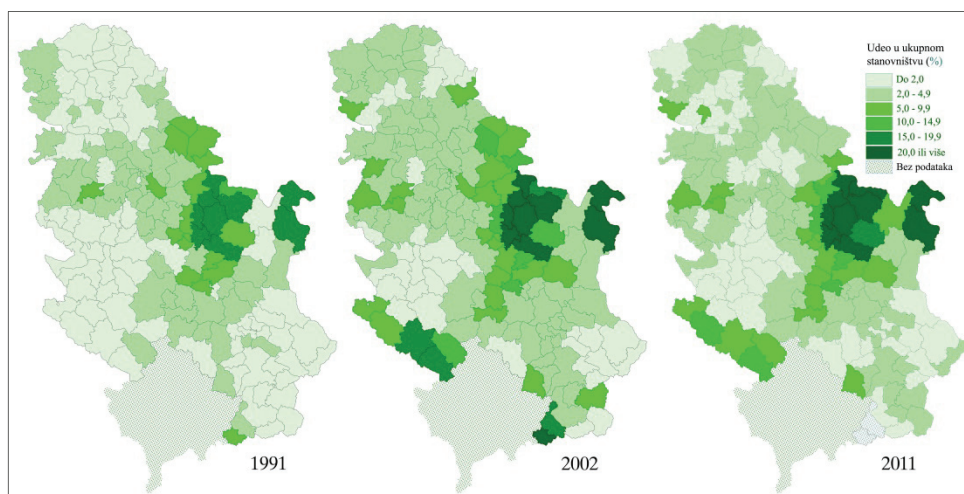 Udeo u ukupnom
stanovništvu (%)
Do 2,0
2,0 - 4,9
5,0 - 9,9
10,0 - 14,9
15,0 - 19,9
20,0 ili više
Bez podataka
1991
2002
2011